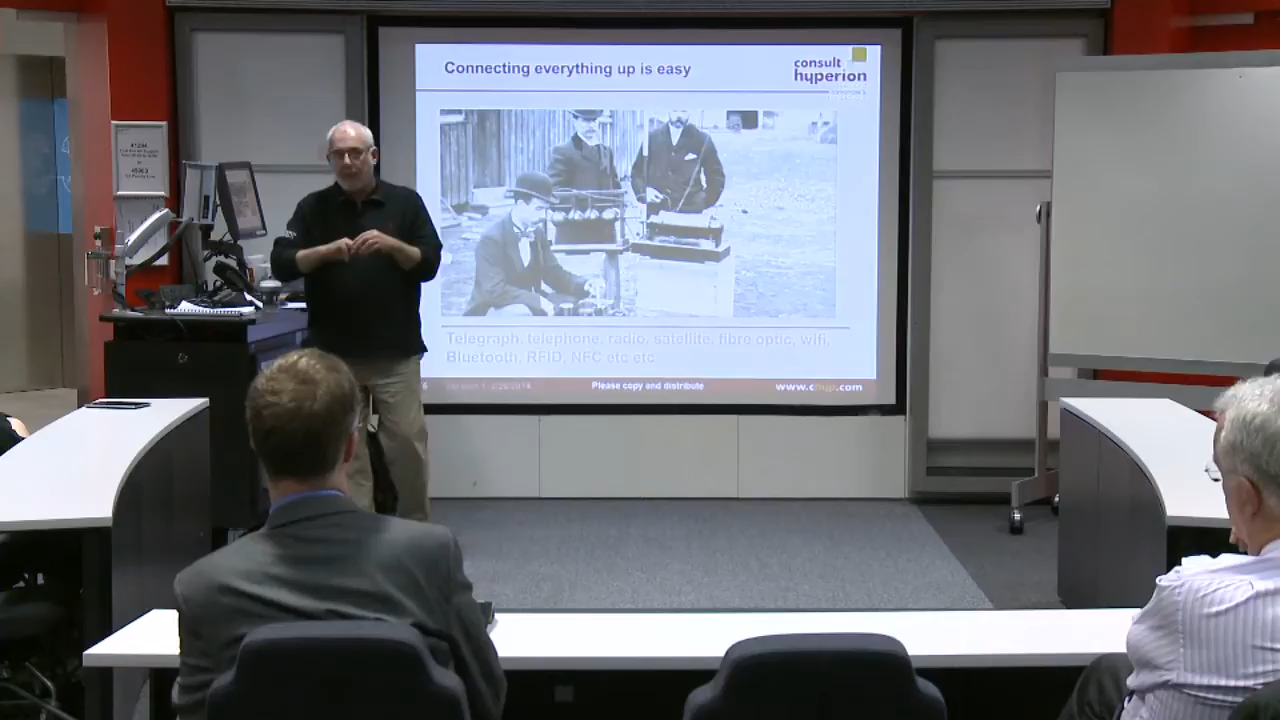 Connecting everything up is easy
consult
hyperion
Telegraph, telephone, radio, satellite, fibre optic, wifi,
Bluetooth, RFID, NFC etc etc
Please copy and distribute
www.chyp.com